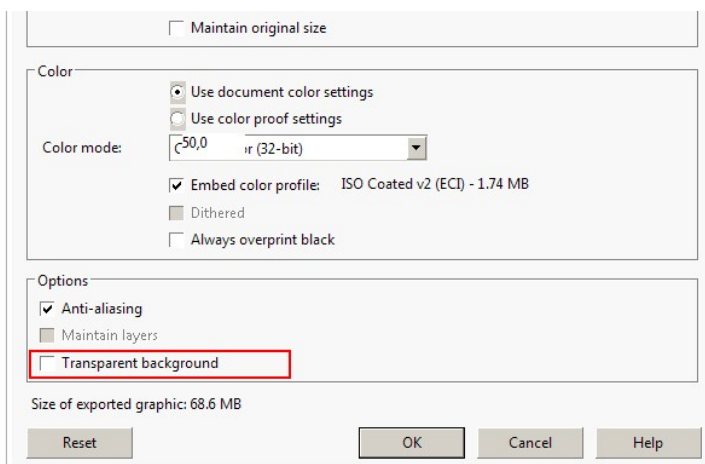 Maintain original size
Color
Use document color settings
Use color proof settings
Color mode: C50,0 r (32-bit)
Embed color profile: ISO Coated v2 (ECI) - 1.74 MB
Dithered
Always overprint black
Options
Anti-aliasing
Maintain layers
Transparent background
Size of exported graphic: 68.6 MB
Reset OK Cancel Help